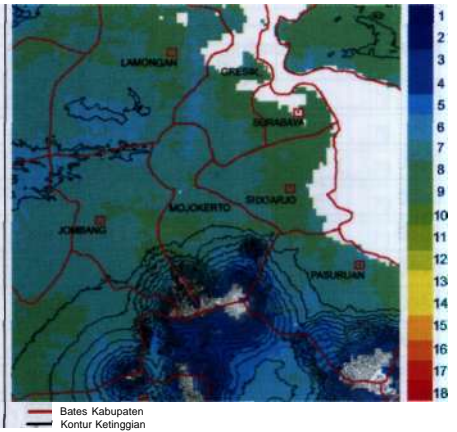 LAMONGAN
GRESIK
SURABAYA
SIDOARJO
MOJOKERTO
JOMBANG
PASURUAN
1
2
3
4
5
6
7
8
9
10
11
12
13
14
15
16
17
18
Bates Kabupaten
Kontur Ketinggian